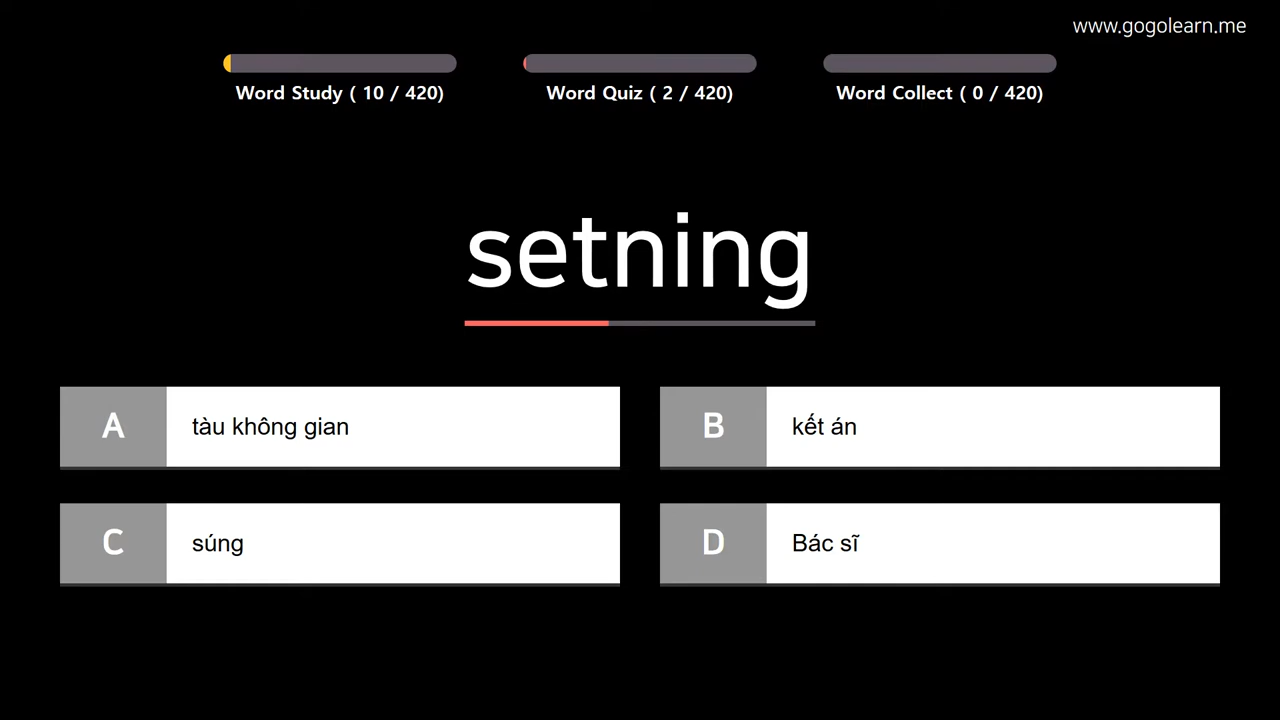 www.gogolearn.me
Word Study ( 10 / 420)
Word Quiz ( 2 / 420)
Word Collect ( 0 / 420)
setning
A tàu không gian
B kết án
C súng
D Bác sĩ